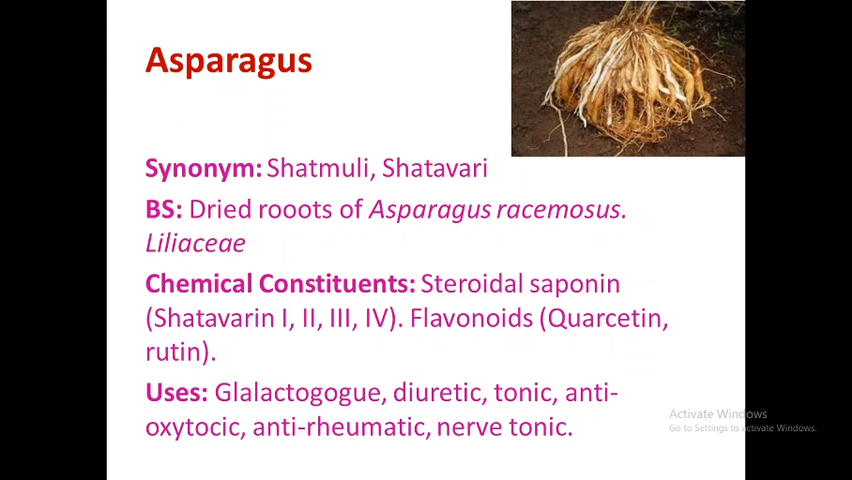 Asparagus
Synonym: Shatmuli, Shatavari
BS: Dried rooots of Asparagus racemosus.
Liliaceae
Chemical Constituents: Steroidal saponin
(Shatavarin I, II, III, IV). Flavonoids (Quarcetin,
rutin).
Uses: Glalactogogue, diuretic, tonic, anti-
oxytocic, anti-rheumatic, nerve tonic.
Activate Windows
Go to Settings to activate Windows.